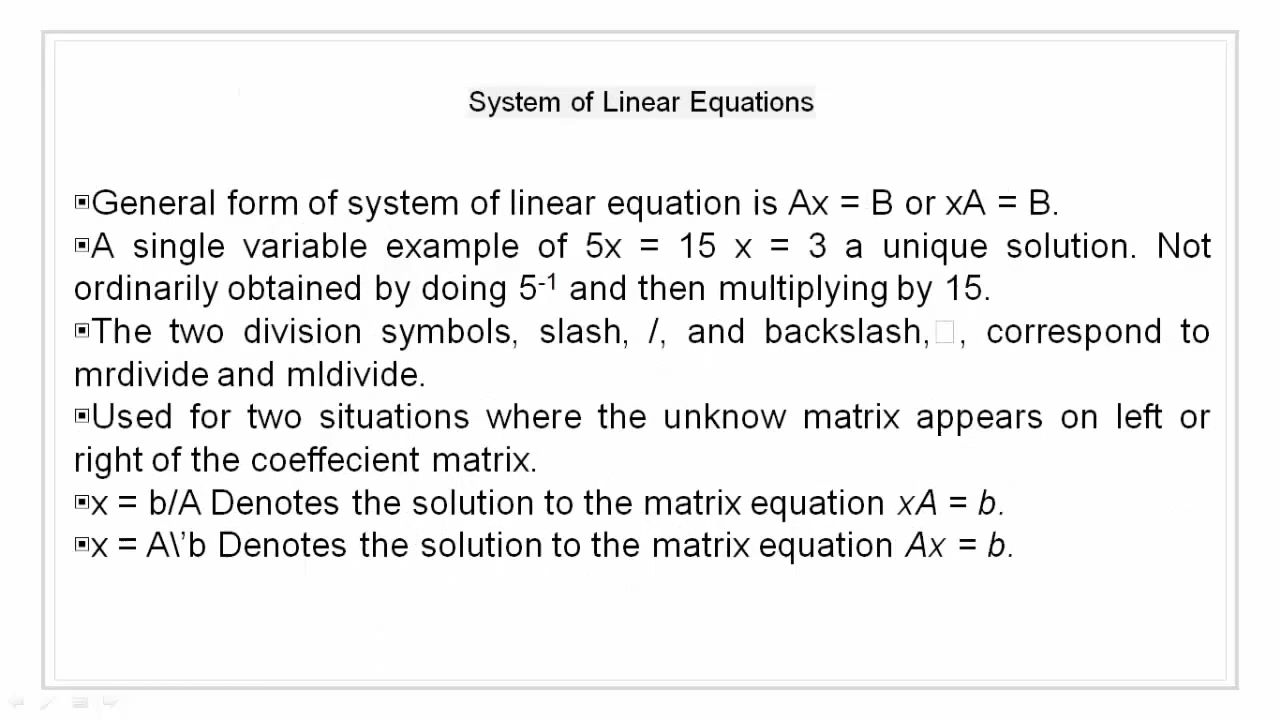 System of Linear Equations
▣General form of system of linear equation is Ax = B or xA = B.
▣A single variable example of 5x = 15 x = 3 a unique solution. Not
ordinarily obtained by doing 5⁻¹ and then multiplying by 15.
▣The two division symbols, slash, /, and backslash,□, correspond to
mrdivide and mldivide.
▣Used for two situations where the unknow matrix appears on left or
right of the coeffecient matrix.
▣x = b/A Denotes the solution to the matrix equation xA = b.
▣x = A\’b Denotes the solution to the matrix equation Ax = b.